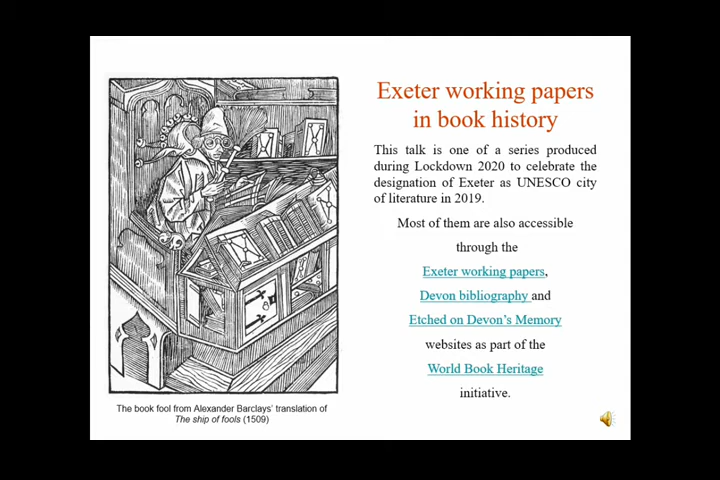 Exeter working papers
in book history
This talk is one of a series produced
during Lockdown 2020 to celebrate the
designation of Exeter as UNESCO city
of literature in 2019.
Most of them are also accessible
through the
Exeter working papers,
Devon bibliography and
Etched on Devon's Memory
websites as part of the
World Book Heritage
initiative.
The book fool from Alexander Barclays' translation of
The ship of fools (1509)